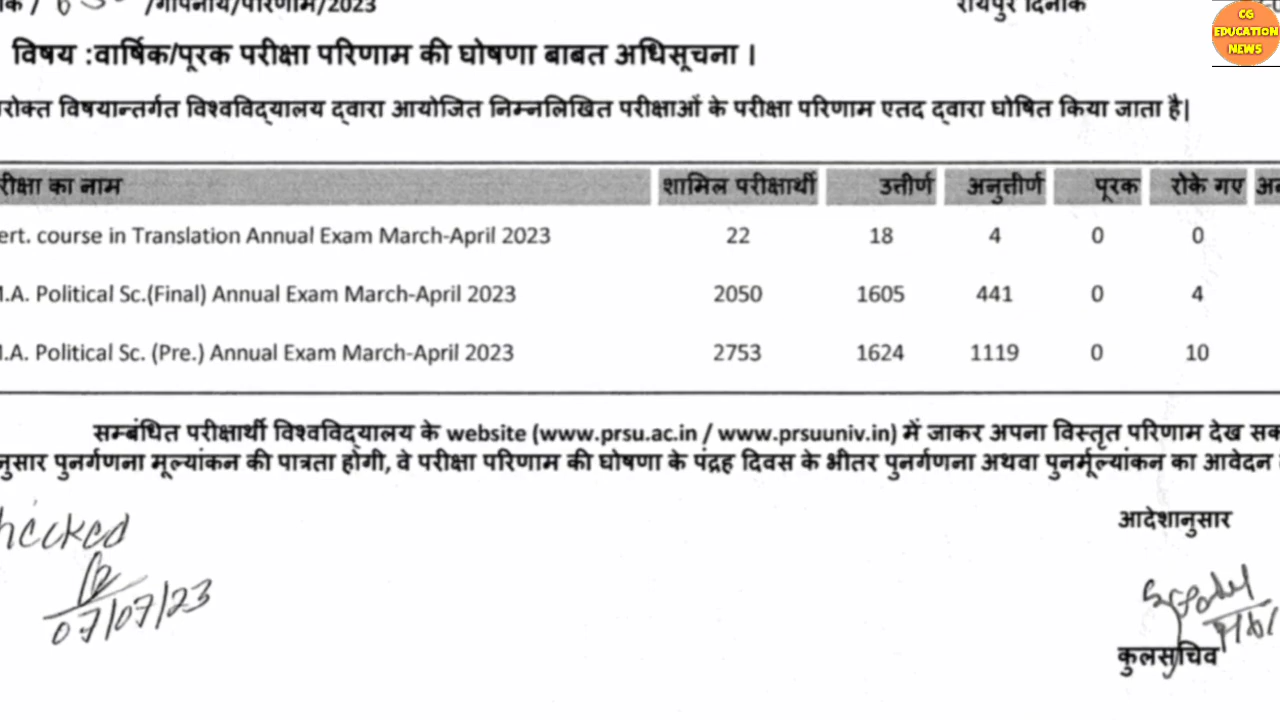 /गोपनीय/परिणाम/2023 रायपुर दिनांक
CG
EDUCATION
NEWS
विषय :वार्षिक/पूरक परीक्षा परिणाम की घोषणा बाबत अधिसूचना ।
रोक्त विषयान्तर्गत विश्वविद्यालय द्वारा आयोजित निम्नलिखित परीक्षाओं के परीक्षा परिणाम एतद द्वारा घोषित किया जाता है|
रीक्षा का नाम शामिल परीक्षार्थी उत्तीर्ण अनुत्तीर्ण पूरक रोके गए
ert. course in Translation Annual Exam March-April 2023 22 18 4 0 0
.A. Political Sc.(Final) Annual Exam March-April 2023 2050 1605 441 0 4
.A. Political Sc. (Pre.) Annual Exam March-April 2023 2753 1624 1119 0 10
सम्बंधित परीक्षार्थी विश्वविद्यालय के website (www.prsu.ac.in / www.prsuuniv.in) में जाकर अपना विस्तृत परिणाम देख सक
नुसार पुनर्गणना मूल्यांकन की पात्रता होगी, वे परीक्षा परिणाम की घोषणा के पंद्रह दिवस के भीतर पुनर्गणना अथवा पुनर्मूल्यांकन का आवेदन
hecked
07/07/23
आदेशानुसार
कुलसचिव